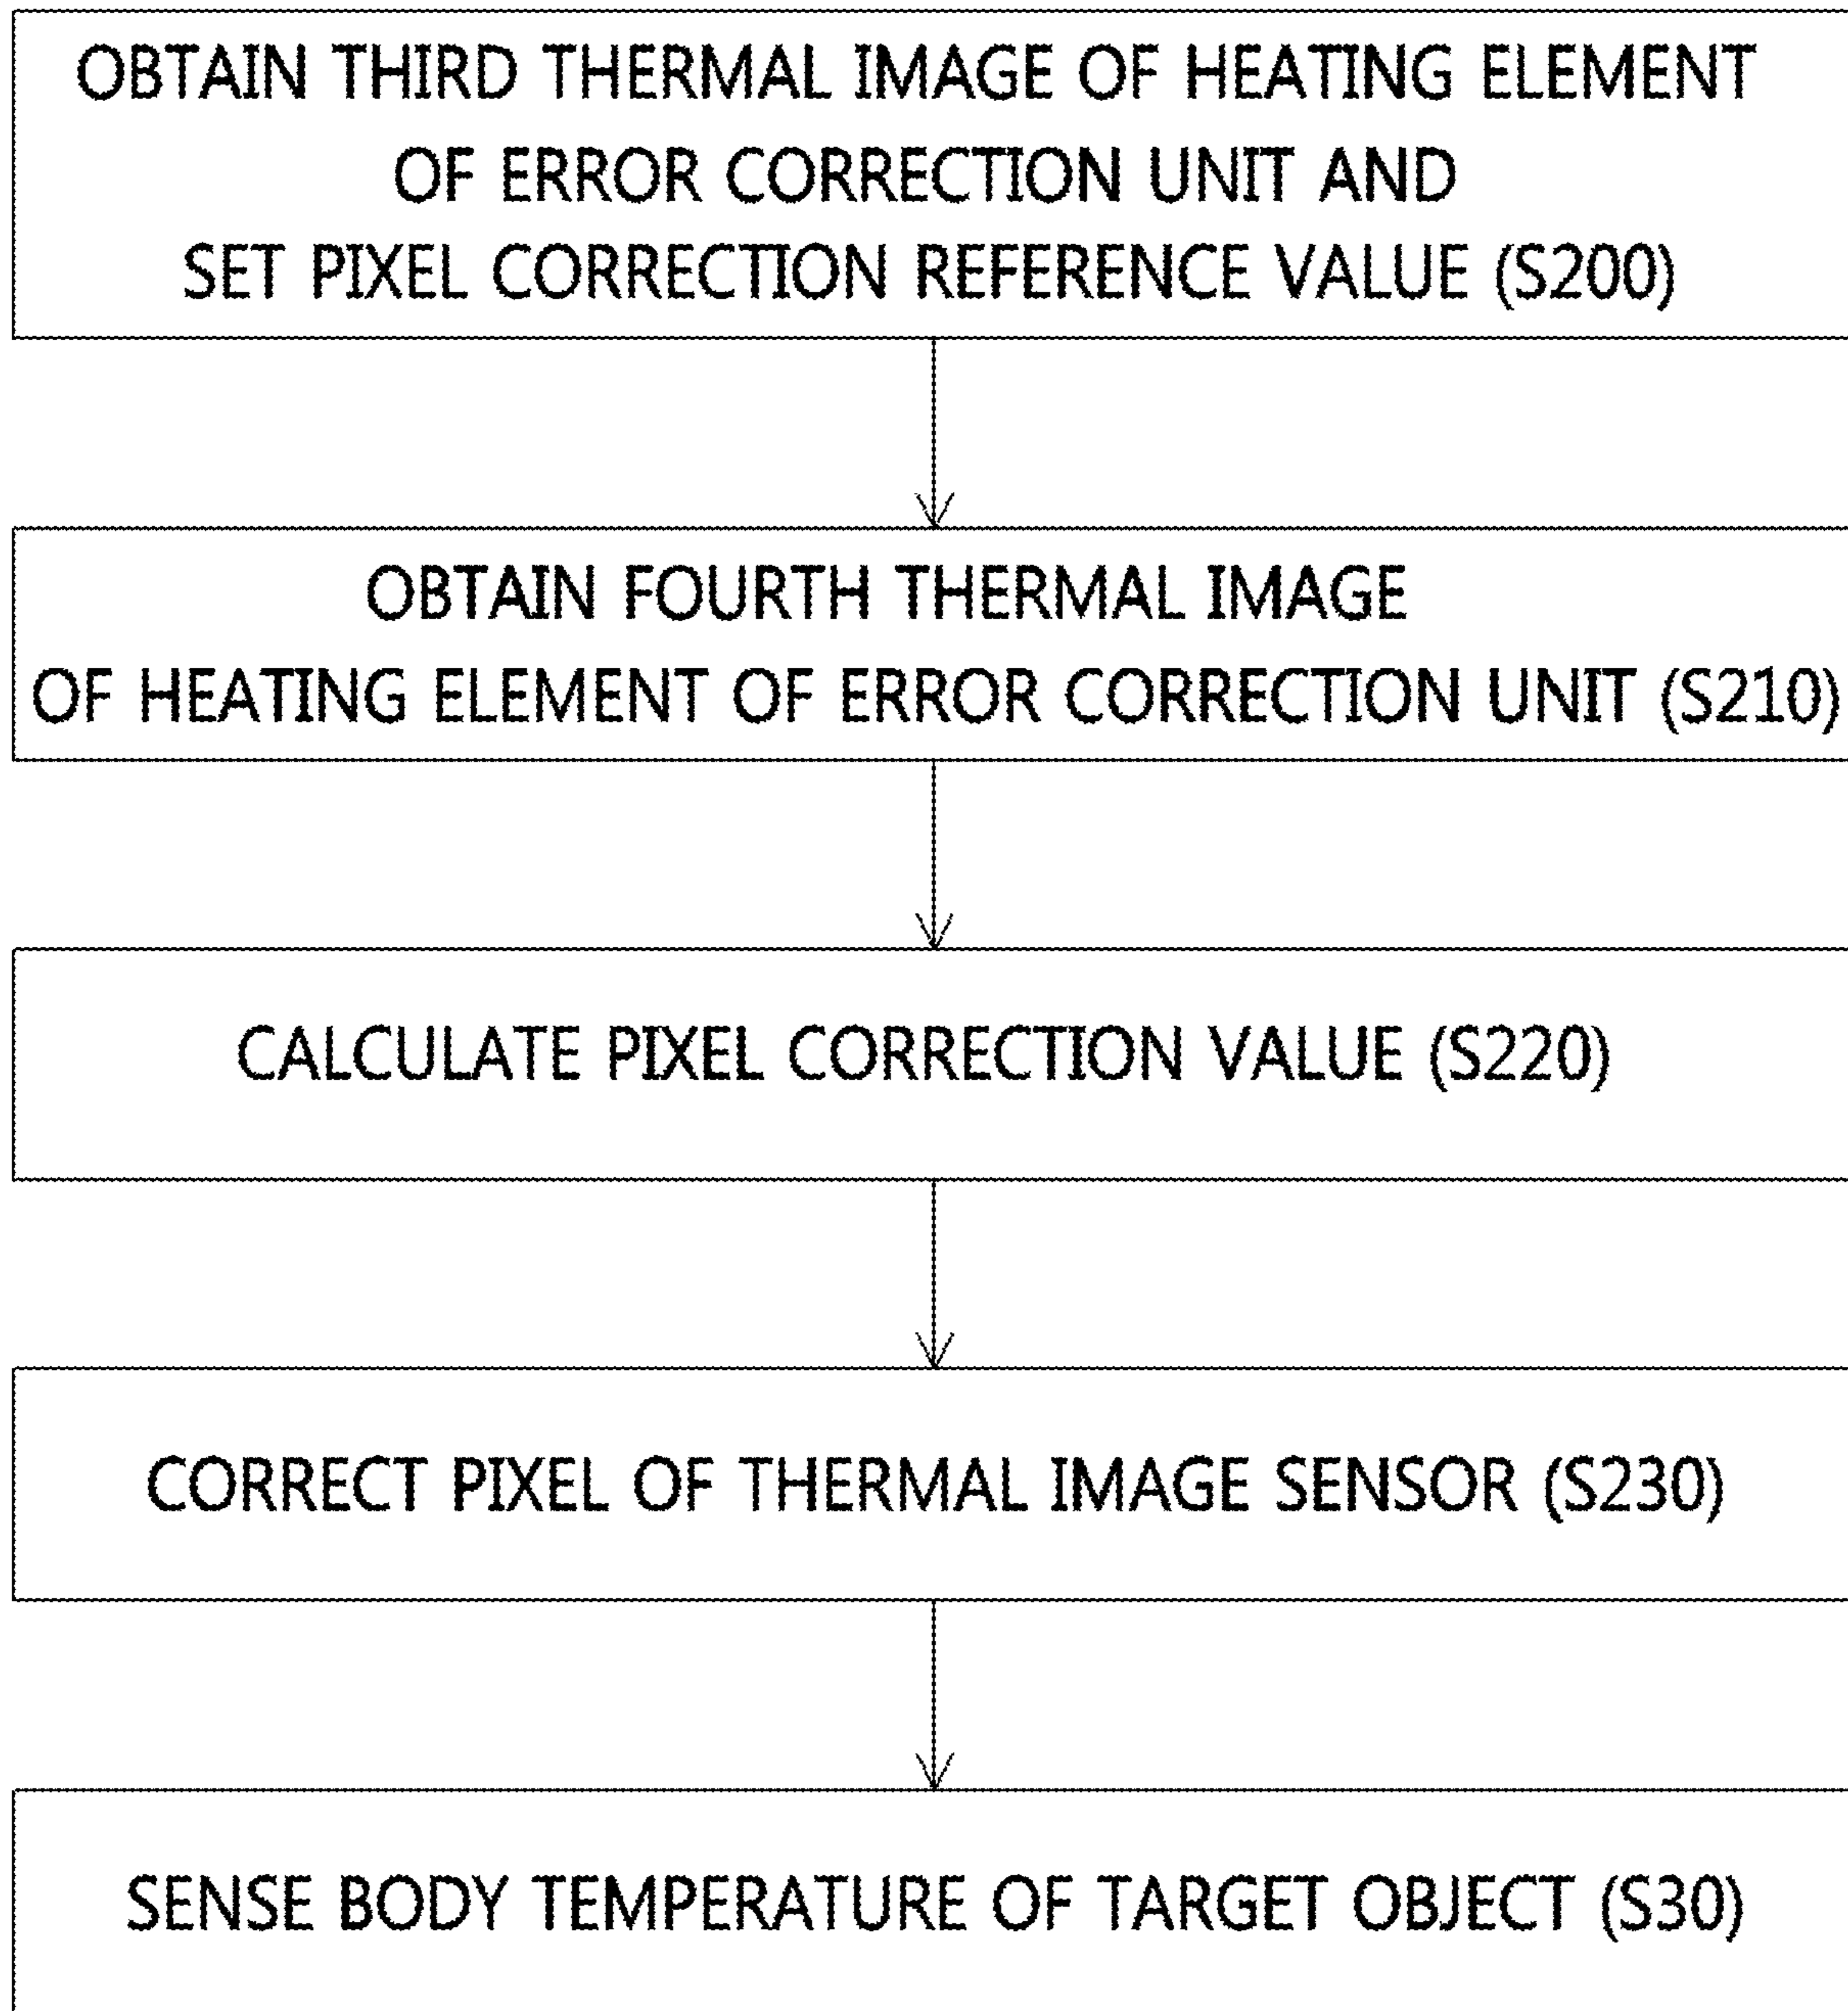 OBTAIN THIRD THERMAL IMAGE OF HEATING ELEMENT
OF ERROR CORRECTION UNIT AND
SET PIXEL CORRECTION REFERENCE VALUE (S200)
OBTAIN FOURTH THERMAL IMAGE
OF HEATING ELEMENT OF ERROR CORRECTION UNIT (S210)
CALCULATE PIXEL CORRECTION VALUE (S220)
CORRECT PIXEL OF THERMAL IMAGE SENSOR (S230)
SENSE BODY TEMPERATURE OF TARGET OBJECT (S30)